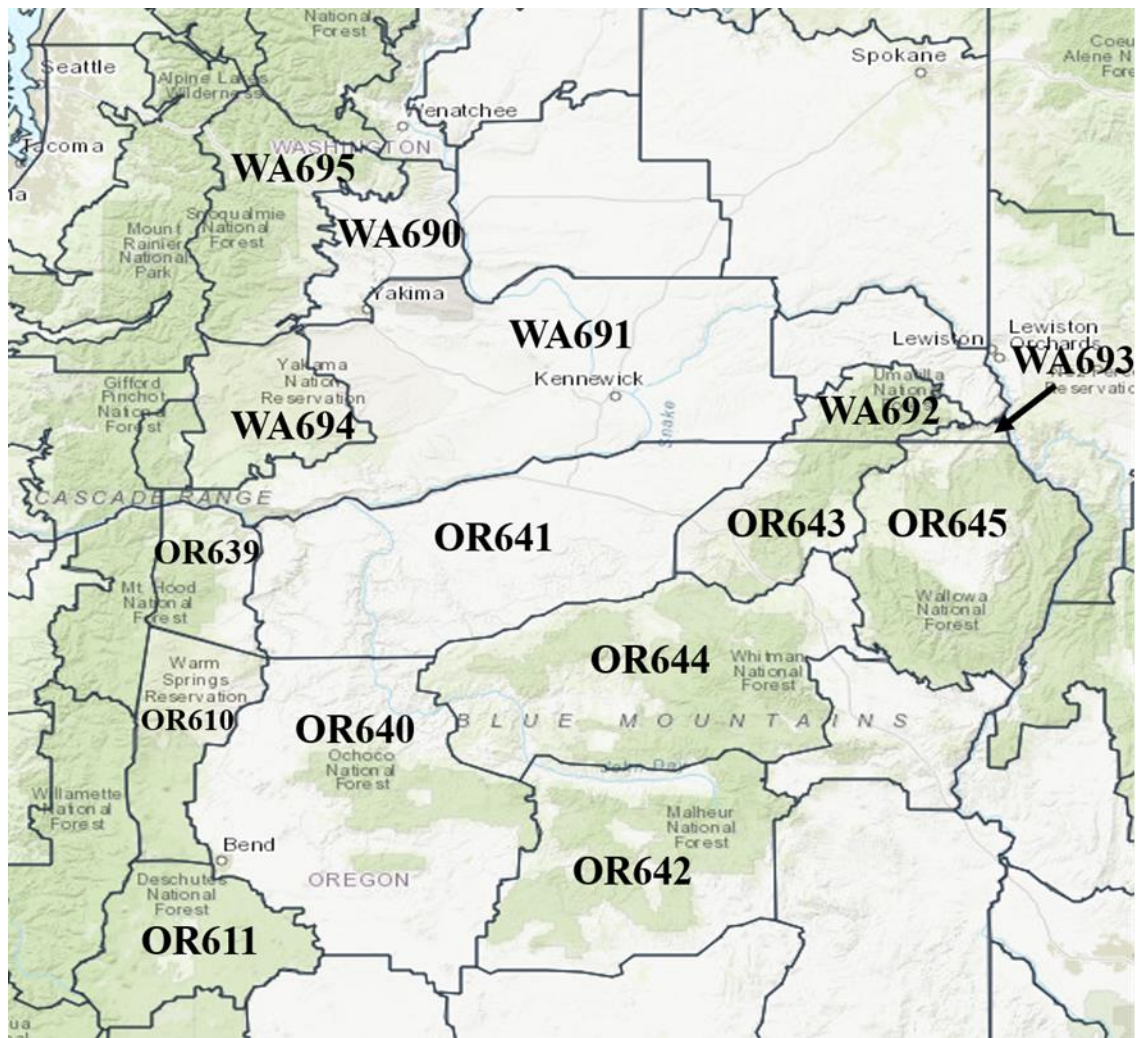 National
Forest
Seattle
Alpine Lakes
Wilderness
Spokane
Coeur
Alene N
Fore
Wenatchee
WASHINGTON
Tacoma
WA695
Snoqualmie
National
Forest
WA690
Mount
Rainier
National
Park
Yakima
WA691
Lewiston
Lewiston
Orchards
WA693
Reservatio
Kennewick
Umatilla
Nation
WA692
Yakama
Nation
Reservation
Gifford
Pinchot
National
Forest
WA694
Snake
CASCADE RANGE
OR639
OR641
OR643
OR645
Mt Hood
National
Forest
Wallowa
National
Forest
Warm
Springs
Reservation
OR610
OR644
Whitman
National
Forest
OR640
BLUE MOUNTAINS
Ochoco
National
Forest
John Day
Willamette
National
Forest
Malheur
National
Forest
Bend
OR642
OREGON
Deschutes
National
Forest
OR611